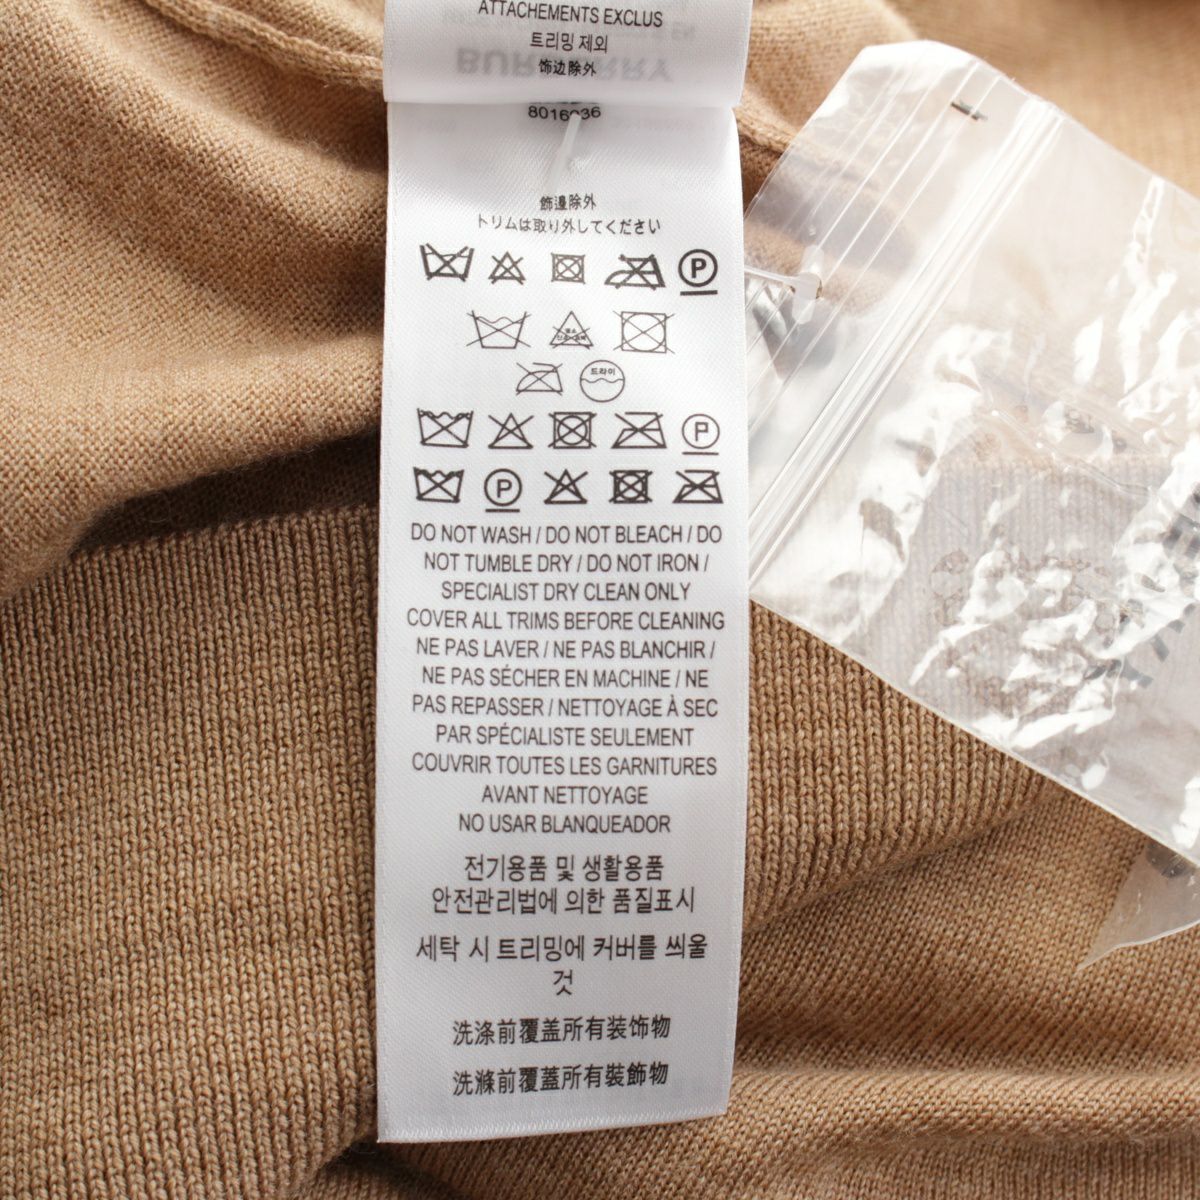 ATTACHEMENTS EXCLUS
트리밍 제외
饰边除外
飾邊除外
トリムは取り外してください
P
드라이
P
P
DO NOT WASH / DO NOT BLEACH / DO
NOT TUMBLE DRY / DO NOT IRON /
SPECIALIST DRY CLEAN ONLY
COVER ALL TRIMS BEFORE CLEANING
NE PAS LAVER / NE PAS BLANCHIR /
NE PAS SÉCHER EN MACHINE / NE
PAS REPASSER / NETTOYAGE À SEC
PAR SPÉCIALISTE SEULEMENT
COUVRIR TOUTES LES GARNITURES
AVANT NETTOYAGE
NO USAR BLANQUEADOR
전기용품 및 생활용품
안전관리법에 의한 품질표시
세탁 시 트리밍에 커버를 씌울
것
洗涤前覆盖所有装饰物
洗滌前覆蓋所有裝飾物